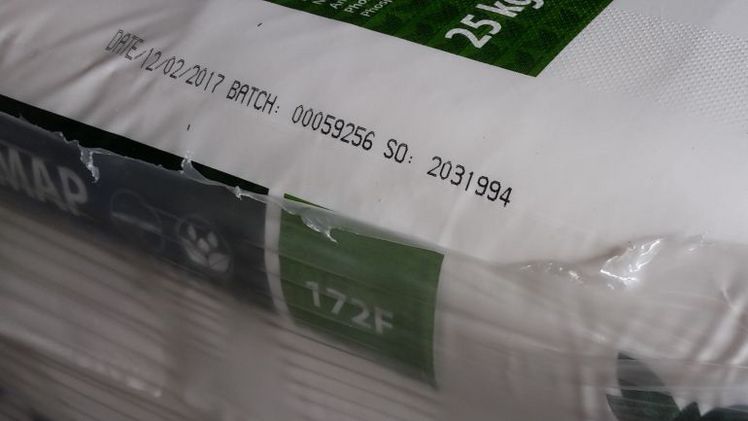 25 kg
DATE/12/02/2017 BATCH: 00059256 SO: 2031994
MAP
172F